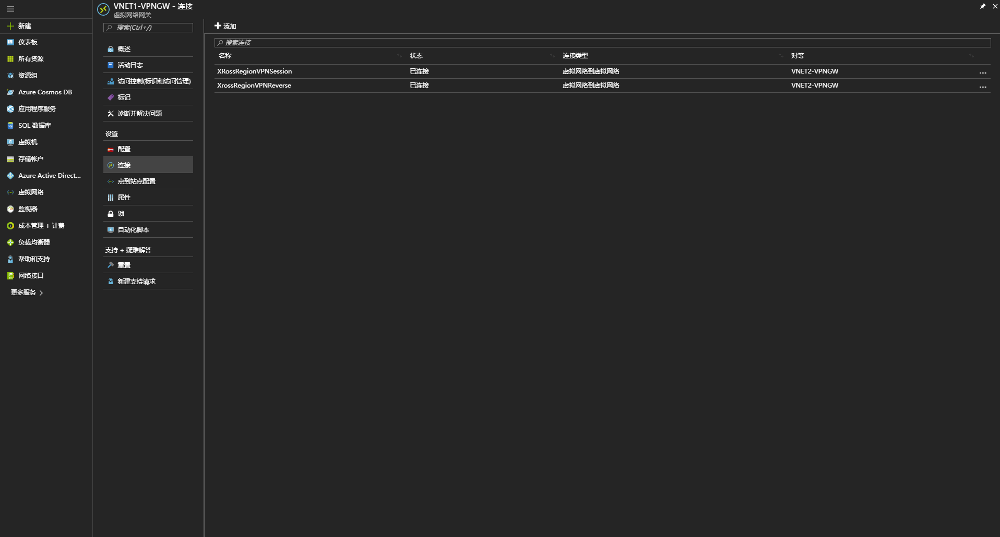 VNET1-VPNGW - 连接
虚拟网络网关
新建
仪表板
所有资源
资源组
Azure Cosmos DB
应用程序服务
SQL 数据库
虚拟机
存储帐户
Azure Active Direct...
虚拟网络
监视器
成本管理 + 计费
负载均衡器
帮助和支持
网络接口
更多服务
搜索(Ctrl+/)
概述
活动日志
访问控制(标识和访问管理)
标记
诊断并解决问题
设置
配置
连接
点到站点配置
属性
锁
自动化脚本
支持 + 疑难解答
重置
新建支持请求
添加
搜索连接
名称 状态 连接类型 对等
XRossRegionVPNSession 已连接 虚拟网络到虚拟网络 VNET2-VPNGW ...
XrossRegionVPNReverse 已连接 虚拟网络到虚拟网络 VNET2-VPNGW ...